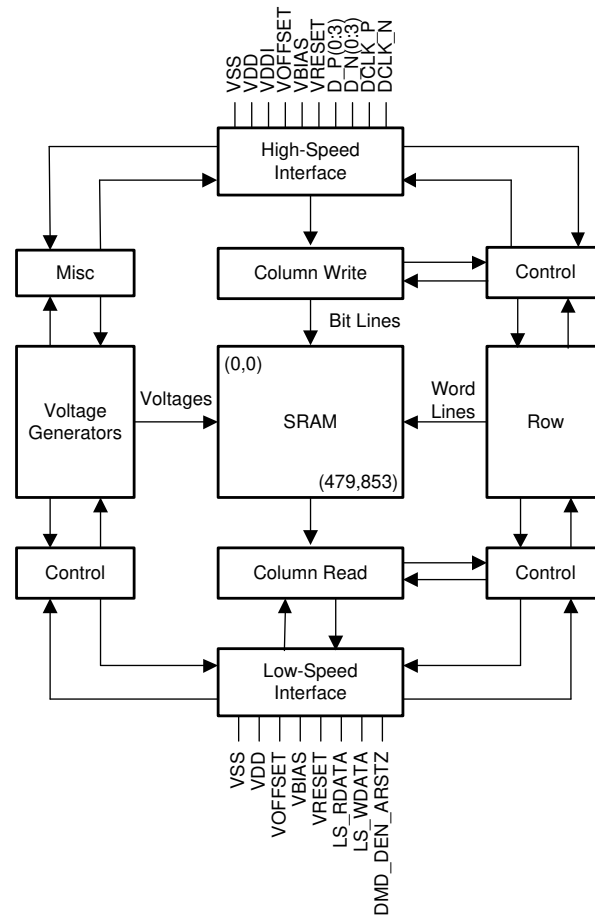 VSS
VDD
VDDI
VOFFSET
VBIAS
VRESET
D_P(0:3)
D_N(0:3)
DCLK_P
DCLK_N
High-Speed
Interface
Misc
Column Write
Control
Bit Lines
(0,0)
Voltage
Generators
Voltages
SRAM
Word
Lines
Row
(479,853)
Control
Column Read
Control
Low-Speed
Interface
VSS
VDD
VOFFSET
VBIAS
VRESET
LS_RDATA
LS_WDATA
DMD_DEN_ARSTZ